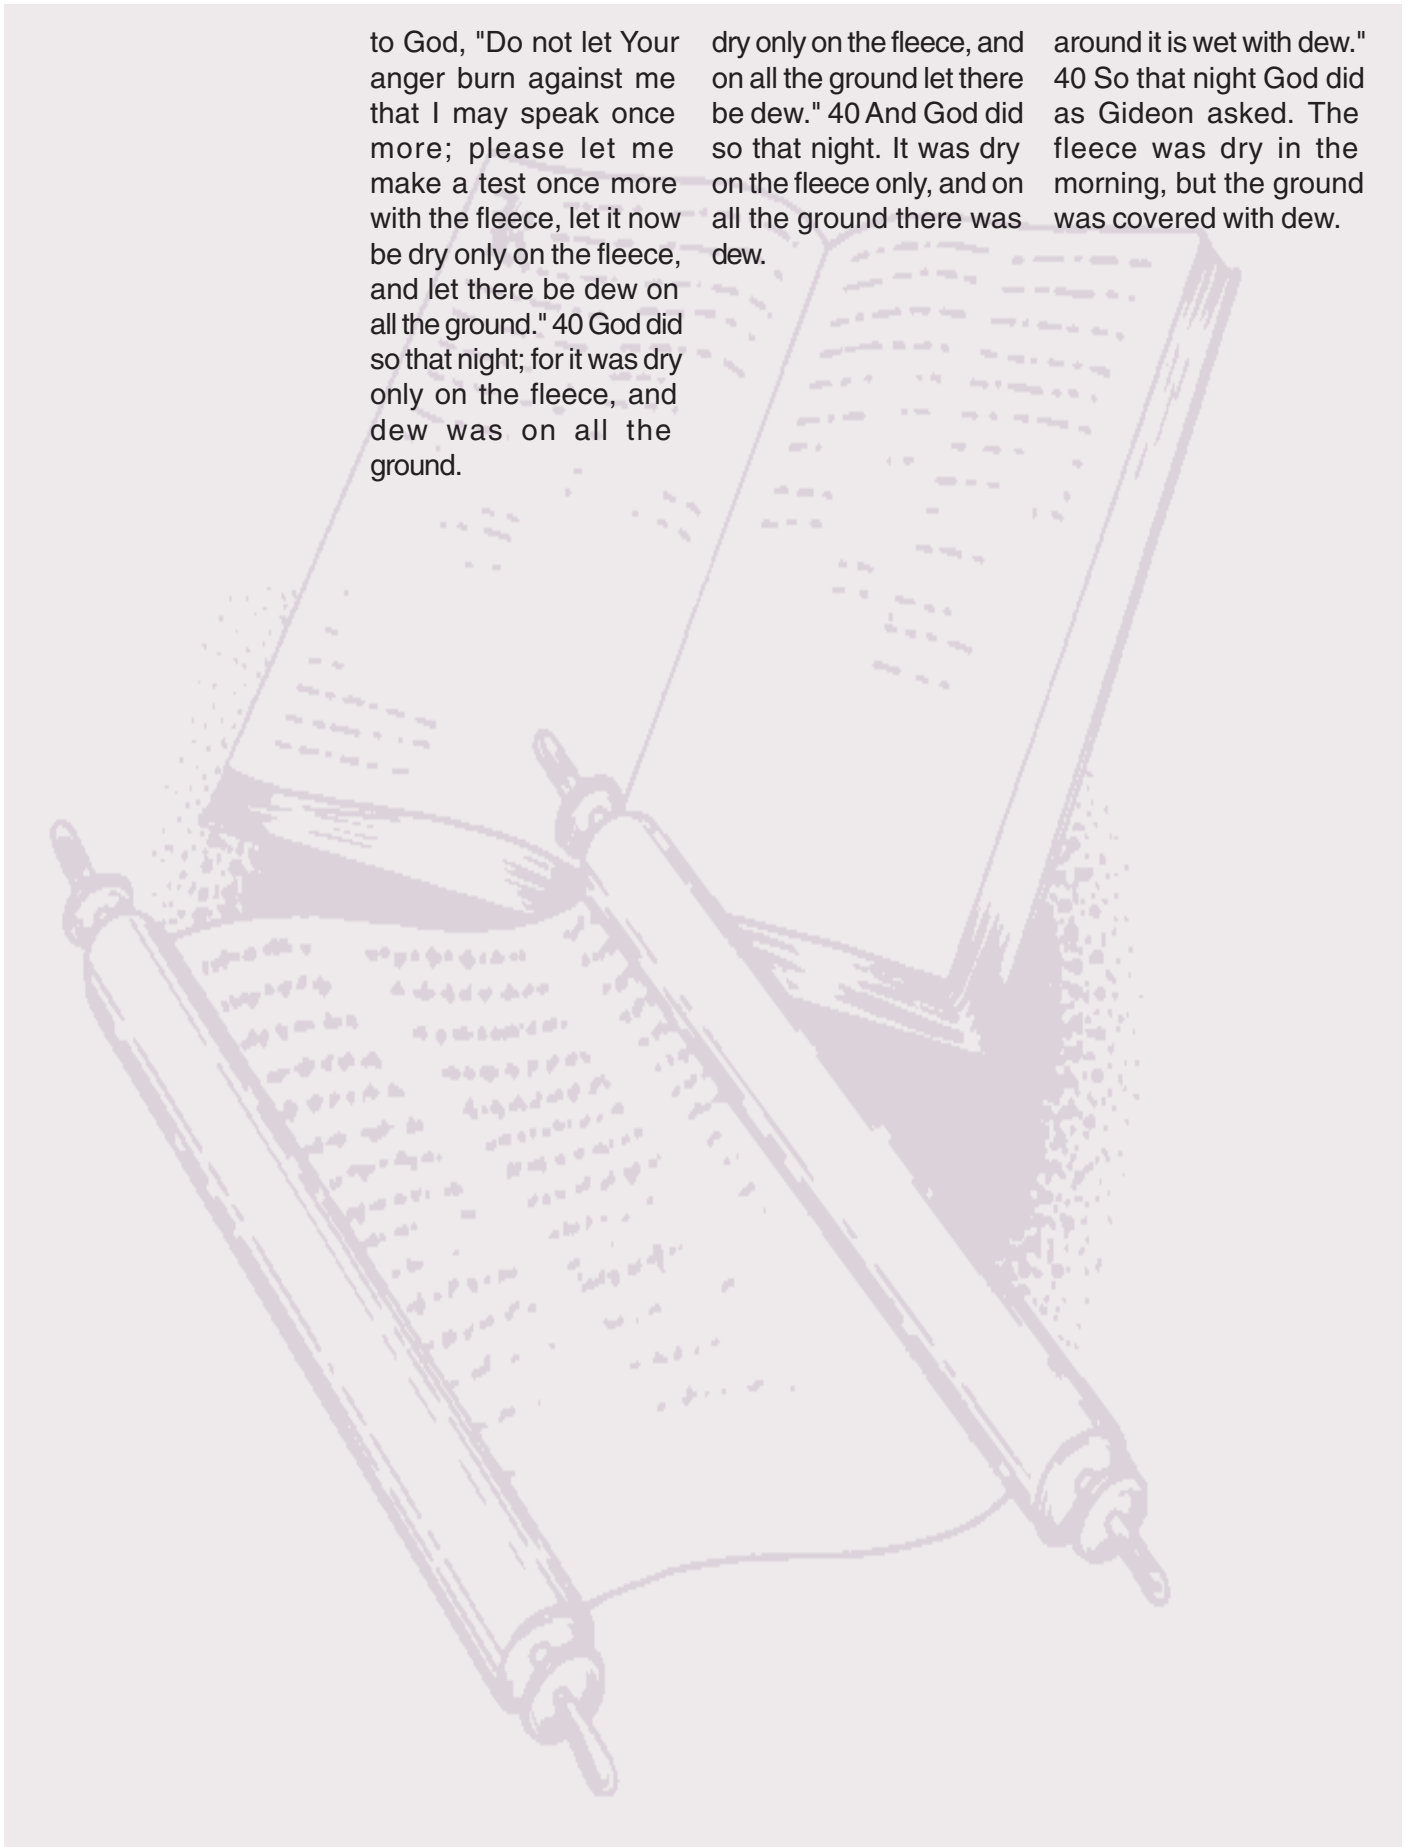 to God, "Do not let Your
anger burn against me
that I may speak once
more; please let me
make a test once more
with the fleece, let it now
be dry only on the fleece,
and let there be dew on
all the ground." 40 God did
so that night; for it was dry
only on the fleece, and
dew was on all the
ground.
dry only on the fleece, and
on all the ground let there
be dew." 40 And God did
so that night. It was dry
on the fleece only, and on
all the ground there was
dew.
around it is wet with dew."
40 So that night God did
as Gideon asked. The
fleece was dry in the
morning, but the ground
was covered with dew.